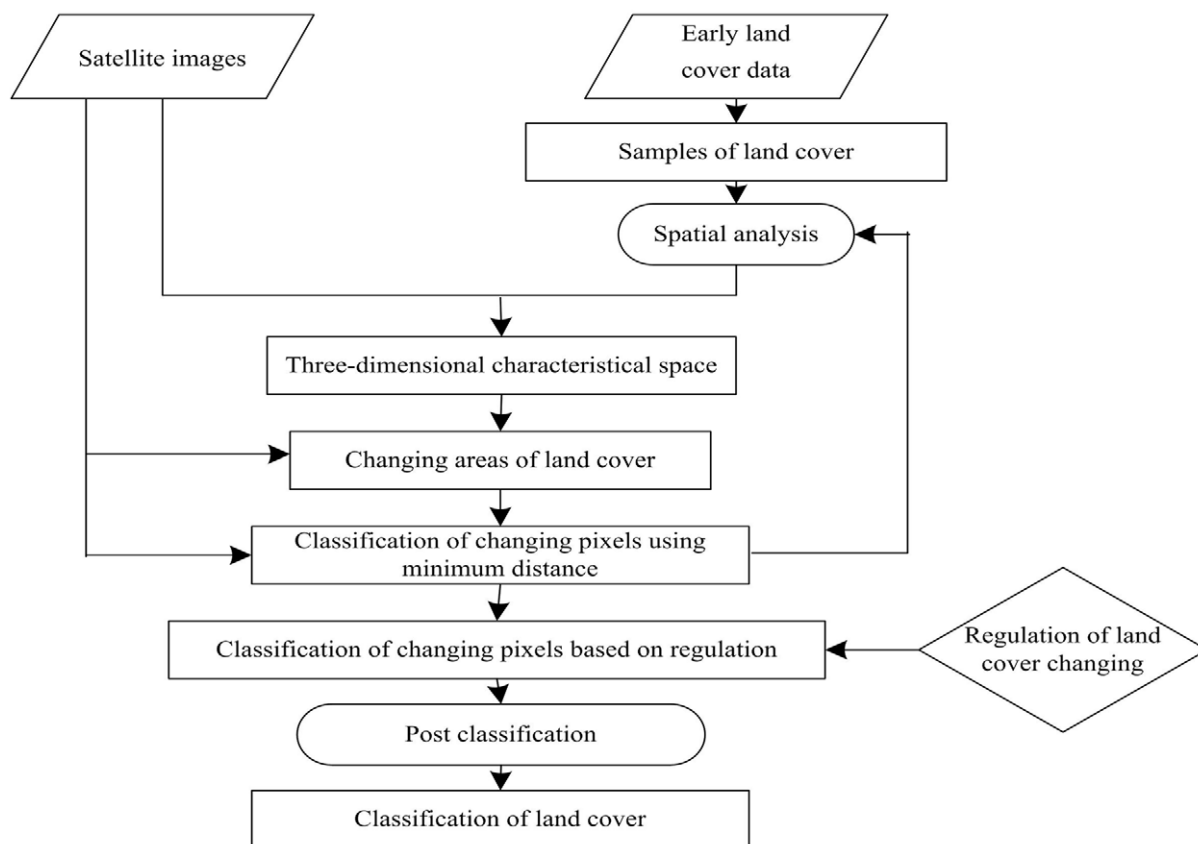 Satellite images
Early land
cover data
Samples of land cover
Spatial analysis
Three-dimensional characteristical space
Changing areas of land cover
Classification of changing pixels using
minimum distance
Classification of changing pixels based on regulation
Regulation of land
cover changing
Post classification
Classification of land cover